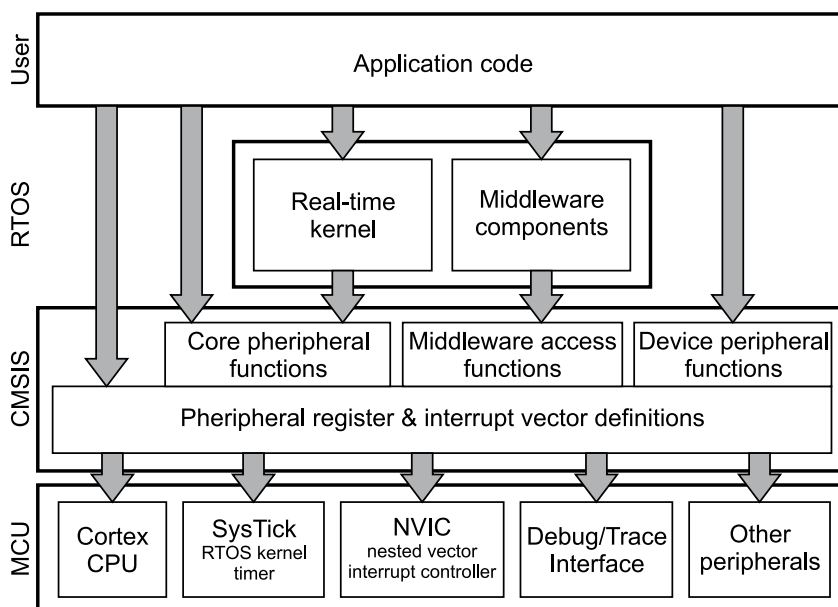 User
Application code
RTOS
Real-time
kernel
Middleware
components
CMSIS
Core pheripheral
functions
Middleware access
functions
Device peripheral
functions
Pheripheral register & interrupt vector definitions
MCU
Cortex
CPU
SysTick
RTOS kernel
timer
NVIC
nested vector
interrupt controller
Debug/Trace
Interface
Other
peripherals